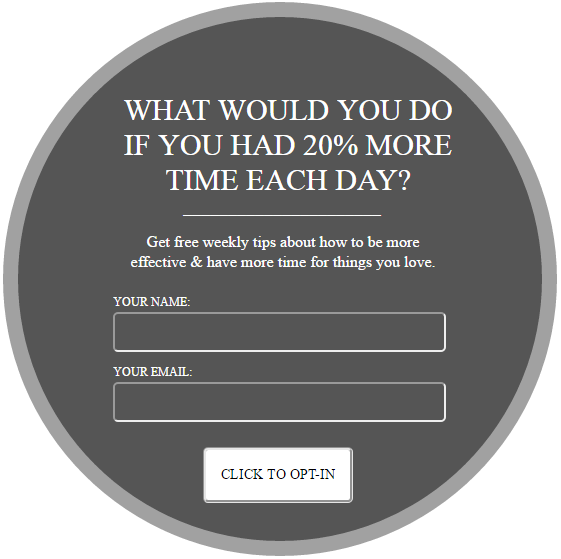 WHAT WOULD YOU DO
IF YOU HAD 20% MORE
TIME EACH DAY?
Get free weekly tips about how to be more
effective & have more time for things you love.
YOUR NAME:
YOUR EMAIL:
CLICK TO OPT-IN